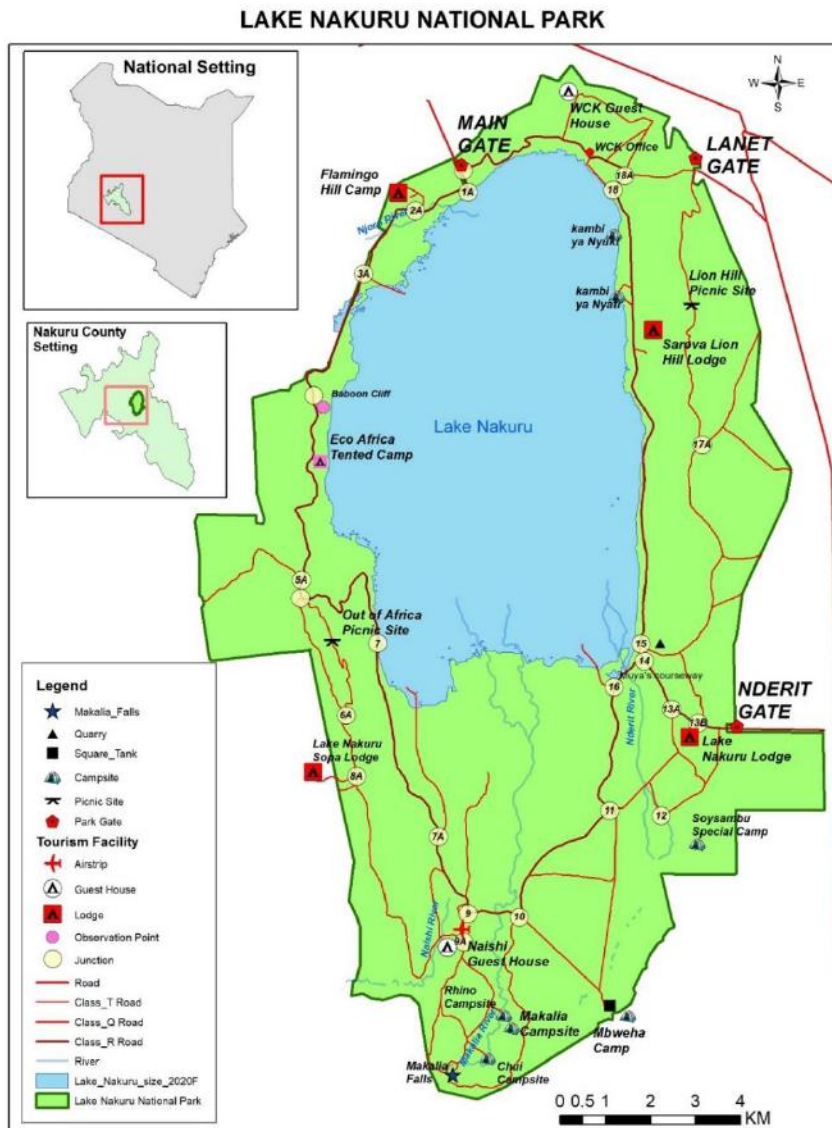 LAKE NAKURU NATIONAL PARK
National Setting
Nakuru County
Setting
N
W
E
S
WCK Guest
House
MAIN
GATE
WCK Office
LANET
GATE
Flamingo
Hill Camp
18A
18
1A
2A
Njoro River
kambi
ya Nyuki
3A
kambi
ya Nyati
Lion Hill
Picnic Site
Sarova Lion
Hill Lodge
Baboon Cliff
Lake Nakuru
Eco Africa
Tented Camp
17A
5A
Out of Africa
Picnic Site
7
15
14
Muya's courseway
16
NDERIT
GATE
13A
13B
Nderit River
6A
Lake
Nakuru Lodge
Lake Nakuru
Sopa Lodge
8A
11
12
Soysambu
Special Camp
7A
9
10
Naishi River
9A
Naishi
Guest House
Rhino
Campsite
Makalia
Campsite
Makalia River
Mbweha
Camp
Makalia
Falls
Chui
Campsite
Legend
Makalia_Falls
Quarry
Square_Tank
Campsite
Picnic Site
Park Gate
Tourism Facility
Airstrip
Guest House
Lodge
Observation Point
Junction
Road
Class_T Road
Class_Q Road
Class_R Road
River
Lake_Nakuru_size_2020F
Lake Nakuru National Park
0 0.5 1 2 3 4
KM